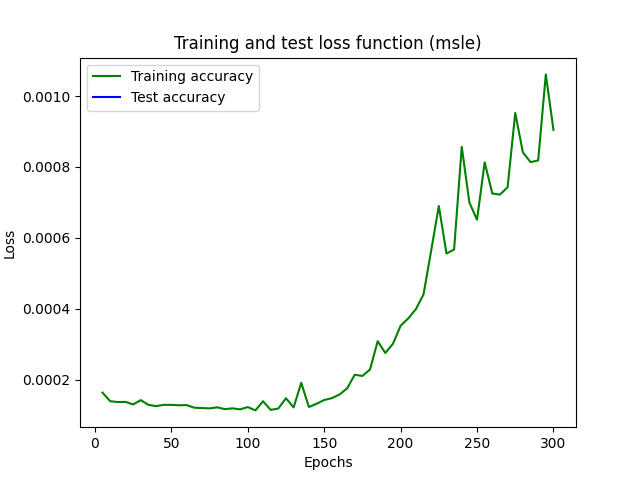 Training and test loss function (msle)
Training accuracy
Test accuracy
0.0010
0.0008
0.0006
0.0004
0.0002
Loss
0
50
100
150
200
250
300
Epochs